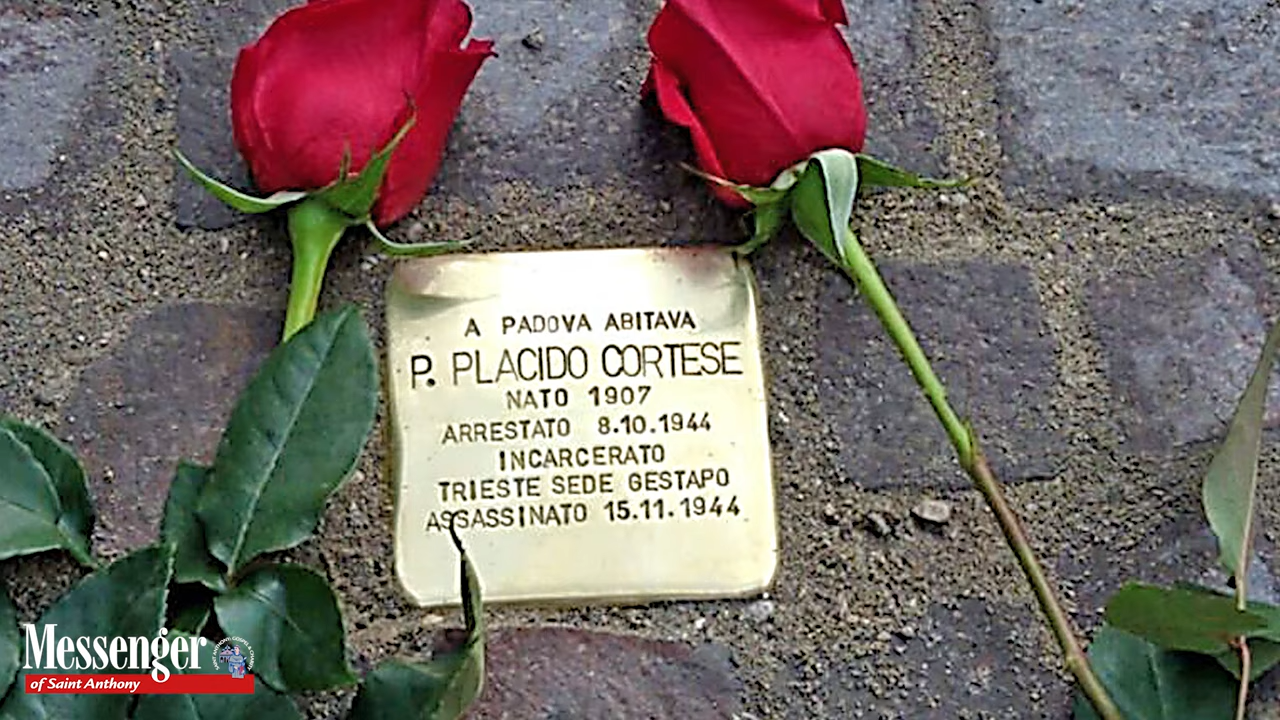 A PADOVA ABITAVA
P. PLACIDO CORTESE
NATO 1907
ARRESTATO 8.10.1944
INCARCERATO
TRIESTE SEDE GESTAPO
ASSASSINATO 15.11.1944
Messenger
of Saint Anthony